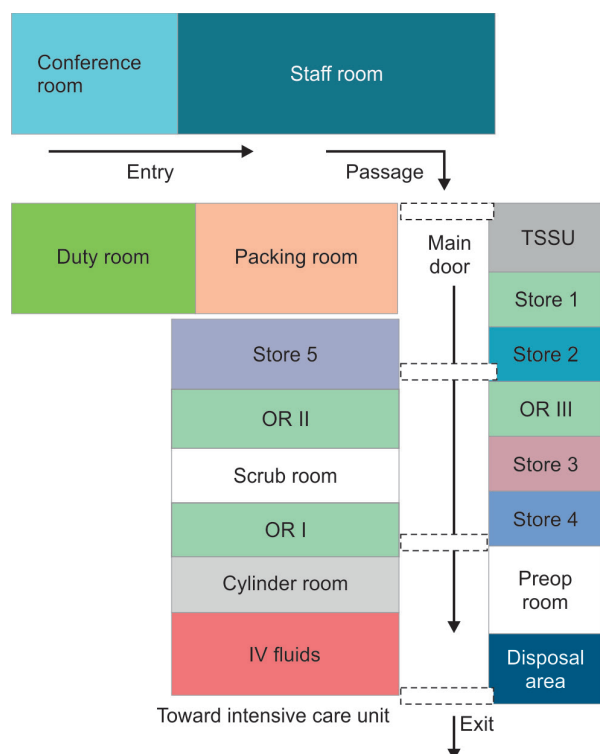 Conference
room
Staff room
Entry
Passage
Duty room
Packing room
Main
door
TSSU
Store 1
Store 5
Store 2
OR II
OR III
Scrub room
Store 3
OR I
Store 4
Cylinder room
Preop
room
IV fluids
Disposal
area
Toward intensive care unit
Exit